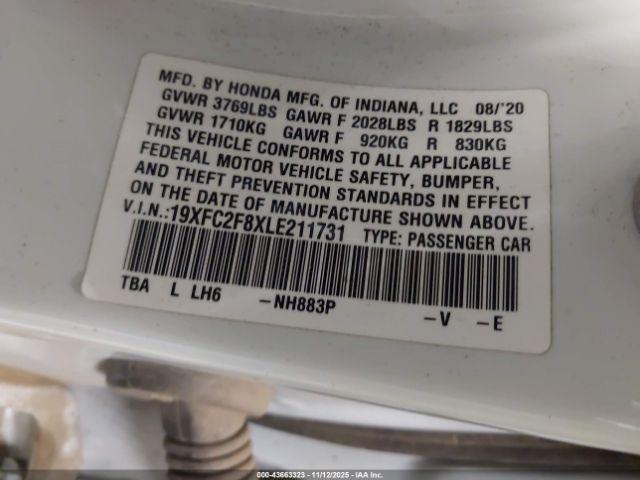 MFD. BY HONDA MFG. OF INDIANA, LLC 08/'20
GVWR 3769LBS GAWR F 2028LBS R 1829LBS
GVWR 1710KG GAWR F 920KG R 830KG
THIS VEHICLE CONFORMS TO ALL APPLICABLE
FEDERAL MOTOR VEHICLE SAFETY, BUMPER,
AND THEFT PREVENTION STANDARDS IN EFFECT
ON THE DATE OF MANUFACTURE SHOWN ABOVE.
V.I.N.:19XFC2F8XLE211731 TYPE: PASSENGER CAR
TBA L LH6 -NH883P -V -E
© 00-43663323 - 11/12/2025 - IAA Inc.